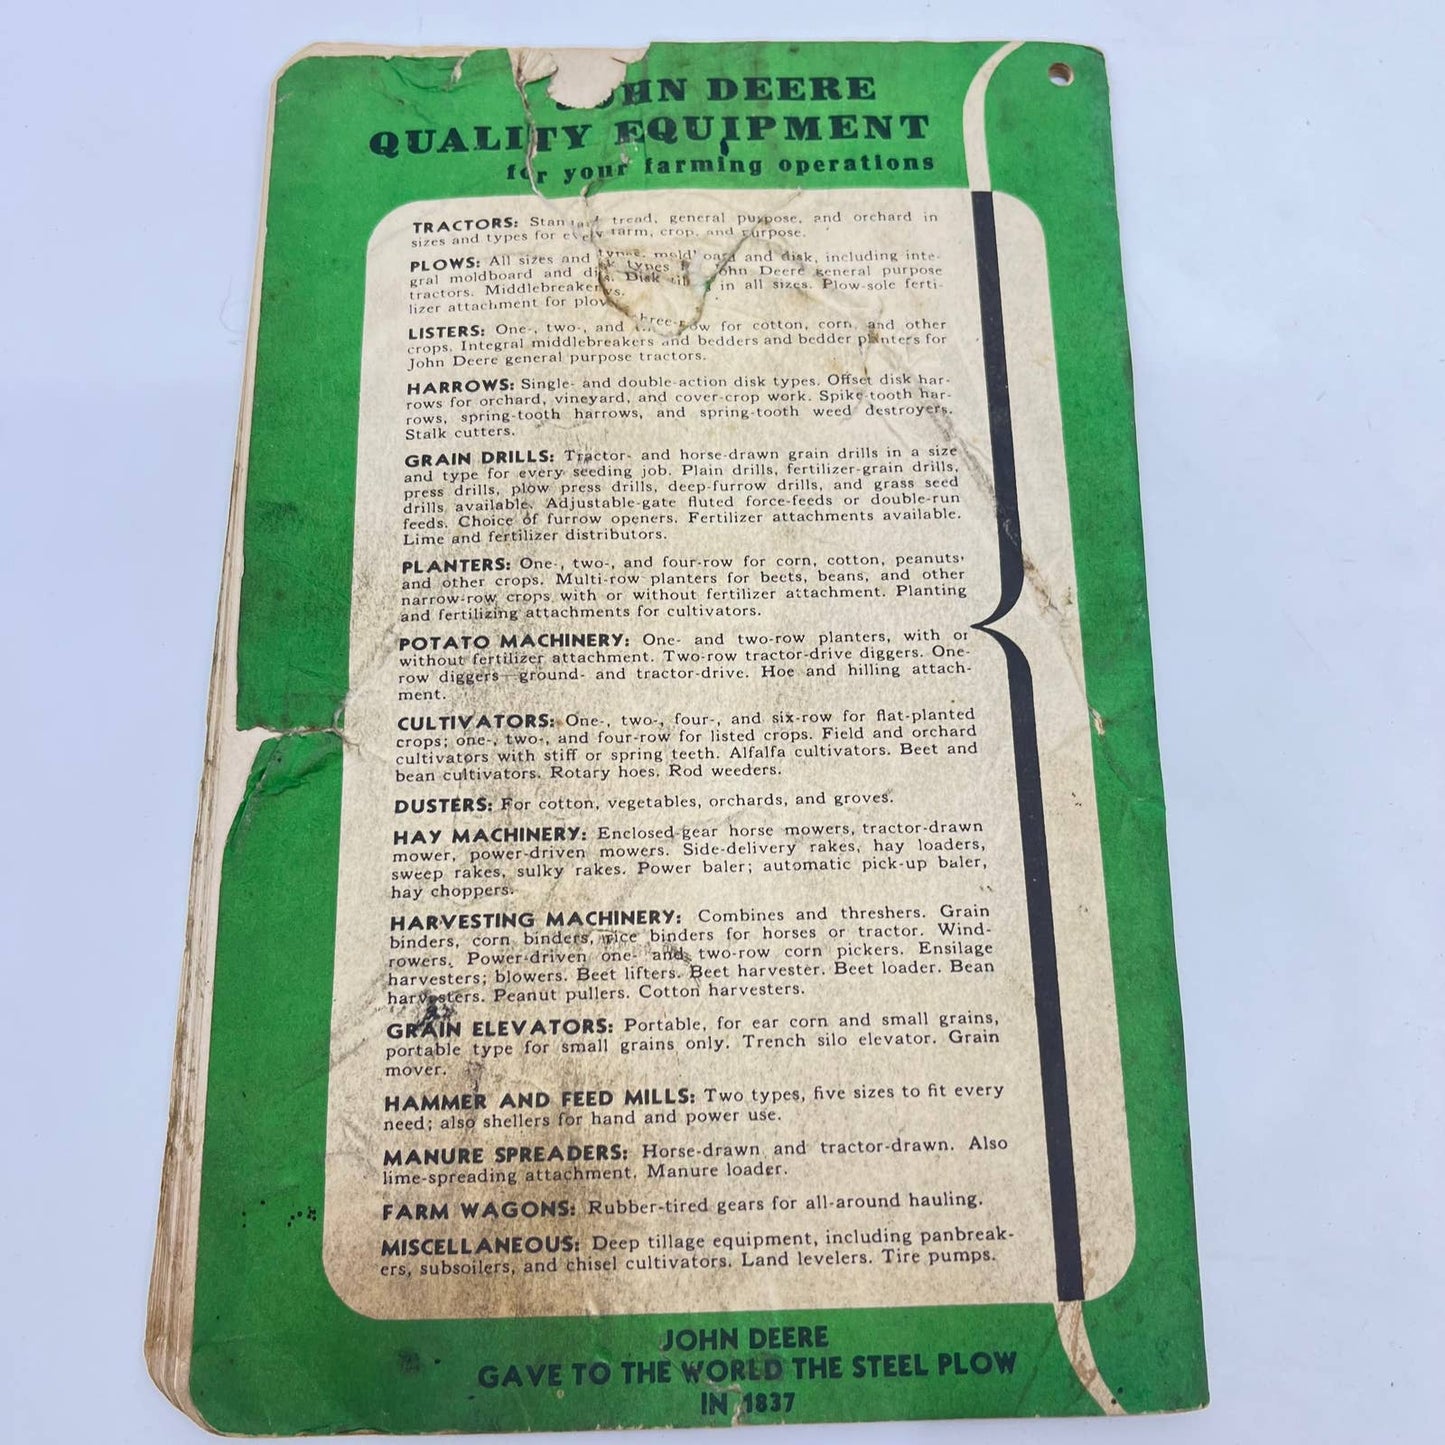 JOHN DEERE
QUALITY EQUIPMENT
for your farming operations
TRACTORS: Standard tread, general purpose, and orchard in
sizes and types for every farm, crop, and purpose.
PLOWS: All sizes and types, moldboard and disk, including inte-
gral moldboard and disk types John Deere general purpose
tractors. Middlebreakers. Disk in all sizes. Plow-sole ferti-
lizer attachment for plows.
LISTERS: One-, two-, and three-row for cotton, corn, and other
crops. Integral middlebreakers and bedders and bedder planters for
John Deere general purpose tractors.
HARROWS: Single- and double-action disk types. Offset disk har-
rows for orchard, vineyard, and cover-crop work. Spike-tooth har-
rows, spring-tooth harrows, and spring-tooth weed destroyers.
Stalk cutters.
GRAIN DRILLS: Tractor- and horse-drawn grain drills in a size
and type for every seeding job. Plain drills, fertilizer-grain drills,
press drills, plow press drills, deep-furrow drills, and grass seed
drills available. Adjustable-gate fluted force-feeds or double-run
feeds. Choice of furrow openers. Fertilizer attachments available.
Lime and fertilizer distributors.
PLANTERS: One-, two-, and four-row for corn, cotton, peanuts,
and other crops. Multi-row planters for beets, beans, and other
narrow-row crops with or without fertilizer attachment. Planting
and fertilizing attachments for cultivators.
POTATO MACHINERY: One- and two-row planters, with or
without fertilizer attachment. Two-row tractor-drive diggers. One-
row diggers—ground- and tractor-drive. Hoe and hilling attach-
ment.
CULTIVATORS: One-, two-, four-, and six-row for flat-planted
crops; one-, two-, and four-row for listed crops. Field and orchard
cultivators with stiff or spring teeth. Alfalfa cultivators. Beet and
bean cultivators. Rotary hoes. Rod weeders.
DUSTERS: For cotton, vegetables, orchards, and groves.
HAY MACHINERY: Enclosed-gear horse mowers, tractor-drawn
mower, power-driven mowers. Side-delivery rakes, hay loaders,
sweep rakes, sulky rakes. Power baler; automatic pick-up baler,
hay choppers.
HARVESTING MACHINERY: Combines and threshers. Grain
binders, corn binders, rice binders for horses or tractor. Wind-
rowers. Power-driven one- and two-row corn pickers. Ensilage
harvesters; blowers. Beet lifters. Beet harvester. Beet loader. Bean
harvesters. Peanut pullers. Cotton harvesters.
GRAIN ELEVATORS: Portable, for ear corn and small grains,
portable type for small grains only. Trench silo elevator. Grain
mover.
HAMMER AND FEED MILLS: Two types, five sizes to fit every
need; also shellers for hand and power use.
MANURE SPREADERS: Horse-drawn and tractor-drawn. Also
lime-spreading attachment. Manure loader.
FARM WAGONS: Rubber-tired gears for all-around hauling.
MISCELLANEOUS: Deep tillage equipment, including panbreak-
ers, subsoilers, and chisel cultivators. Land levelers. Tire pumps.
JOHN DEERE
GAVE TO THE WORLD THE STEEL PLOW
IN 1837